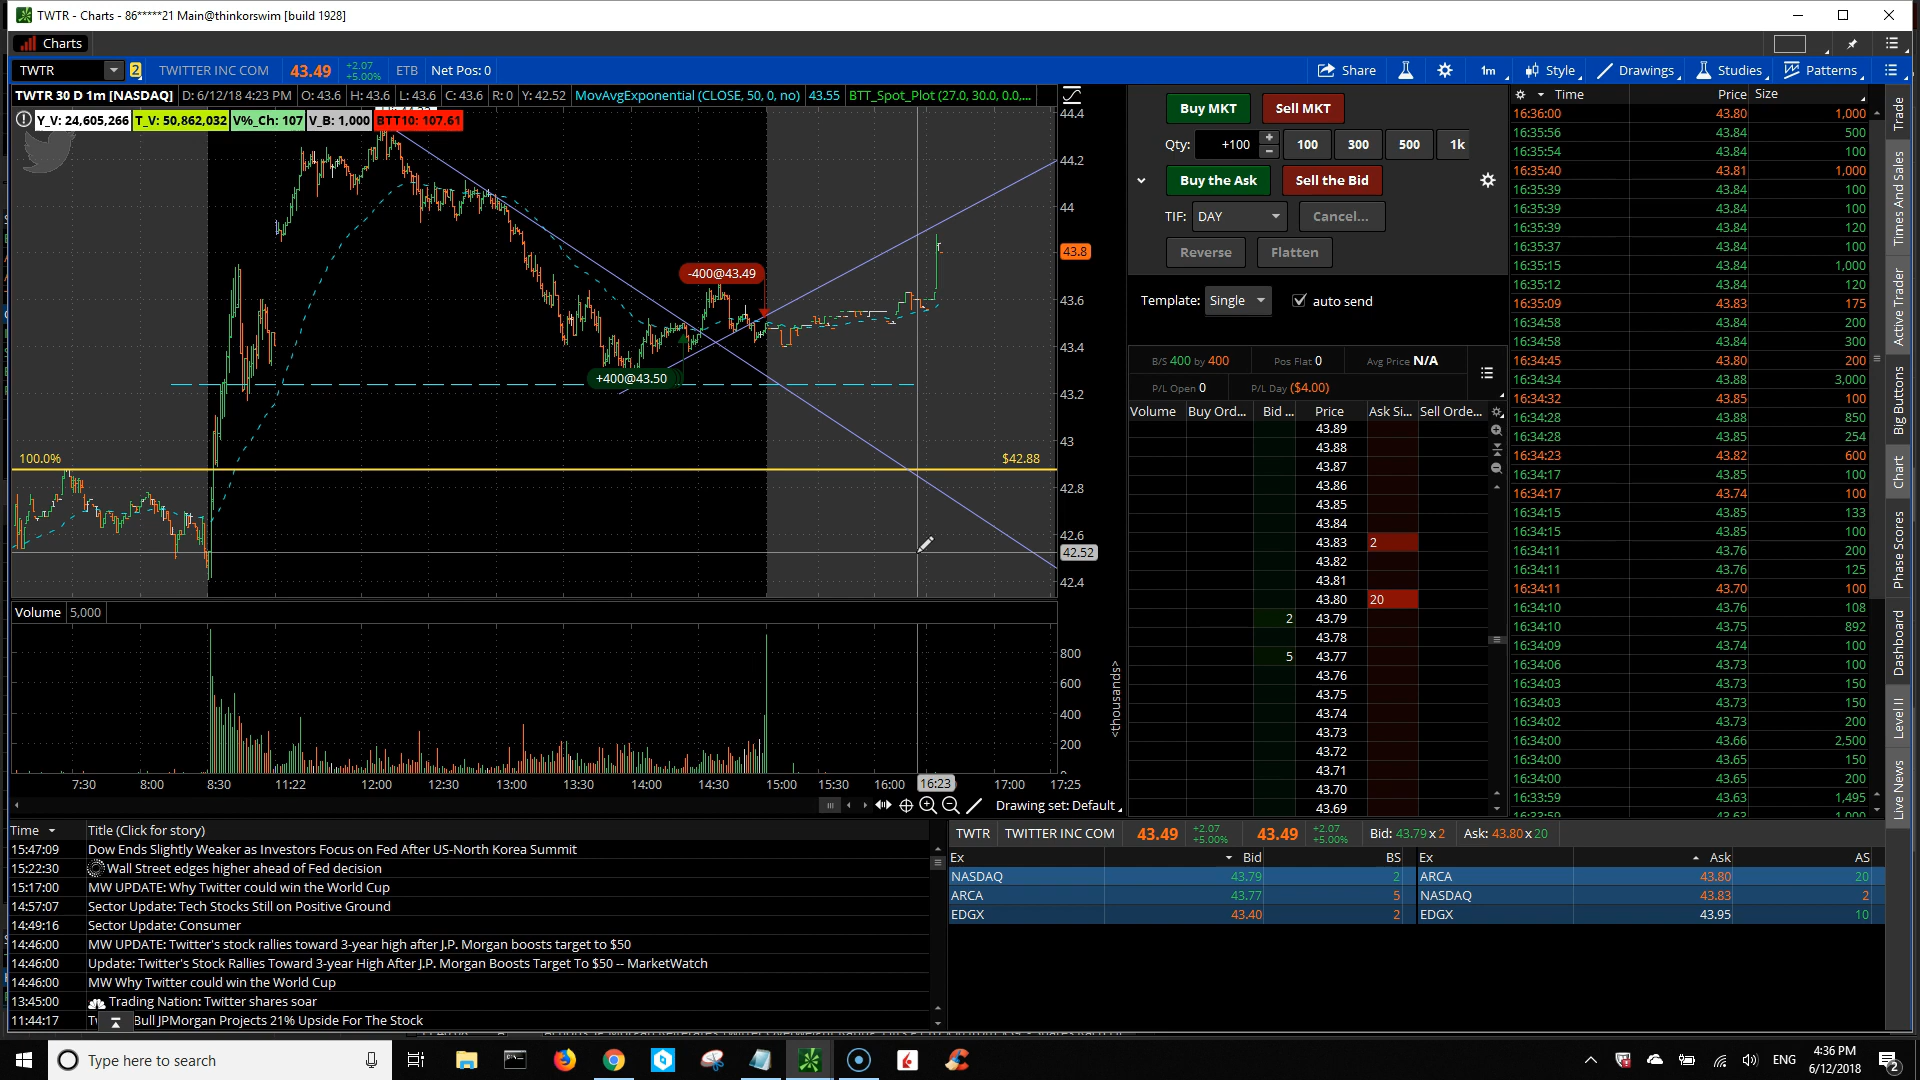 TWTR - Charts - 86*****21 Main@thinkorswim [build 1928]
Charts
TWTR 2 TWITTER INC COM 43.49 +2.07 +5.00% ETB Net Pos: 0 Share 1m Style Drawings Studies Patterns
TWTR 30 D 1m [NASDAQ] D: 6/12/18 4:23 PM O: 43.6 H: 43.6 L: 43.6 C: 43.6 R: 0 Y: 42.52 MovAvgExponential (CLOSE, 50, 0, no) 43.55 BTT_Spot_Plot (27.0, 30.0, 0.0,...
Y_V: 24,605,266 T_V: 50,862,032 V%_Ch: 107 V_B: 1,000 BTT10: 107.61
44.4
44.2
44
43.8
43.6
43.4
43.2
43
42.8
42.6
42.52
42.4
-400@43.49
+400@43.50
100.0%
$42.88
Volume 5,000
800
600
400
200
0
<thousands>
7:30 8:00 8:30 11:22 12:00 12:30 13:00 13:30 14:00 14:30 15:00 15:30 16:00 16:23 17:00 17:25
Drawing set: Default
Buy MKT Sell MKT
Qty: +100 100 300 500 1k
Buy the Ask Sell the Bid
TIF: DAY Cancel...
Reverse Flatten
Template: Single auto send
B/S 400 by 400 Pos Flat 0 Avg Price N/A
P/L Open 0 P/L Day ($4.00)
Volume Buy Ord... Bid ... Price Ask Si... Sell Orde...
43.89
43.88
43.87
43.86
43.85
43.84
43.83 2
43.82
43.81
43.80 20
2 43.79
43.78
5 43.77
43.76
43.75
43.74
43.73
43.72
43.71
43.70
43.69
Time Price Size
16:36:00 43.80 1,000
16:35:56 43.84 500
16:35:54 43.84 100
16:35:40 43.81 1,000
16:35:39 43.84 100
16:35:39 43.84 100
16:35:39 43.84 120
16:35:37 43.84 100
16:35:15 43.84 1,000
16:35:12 43.84 120
16:35:09 43.83 175
16:34:58 43.84 200
16:34:58 43.84 300
16:34:45 43.80 200
16:34:34 43.88 3,000
16:34:32 43.85 100
16:34:28 43.88 850
16:34:28 43.85 254
16:34:23 43.82 600
16:34:17 43.85 100
16:34:17 43.74 100
16:34:15 43.85 133
16:34:15 43.85 100
16:34:11 43.76 200
16:34:11 43.76 125
16:34:11 43.70 100
16:34:10 43.76 108
16:34:10 43.75 892
16:34:09 43.74 100
16:34:06 43.73 100
16:34:03 43.73 150
16:34:03 43.73 150
16:34:02 43.73 200
16:34:00 43.66 2,500
16:34:00 43.65 150
16:34:00 43.65 200
16:33:59 43.63 1,495
Trade
Times And Sales
Active Trader
Big Buttons
Chart
Phase Scores
Dashboard
Level II
Live News
Time Title (Click for story)
15:47:09 Dow Ends Slightly Weaker as Investors Focus on Fed After US-North Korea Summit
15:22:30 Wall Street edges higher ahead of Fed decision
15:17:00 MW UPDATE: Why Twitter could win the World Cup
14:57:07 Sector Update: Tech Stocks Still on Positive Ground
14:49:16 Sector Update: Consumer
14:46:00 MW UPDATE: Twitter's stock rallies toward 3-year high after J.P. Morgan boosts target to $50
14:46:00 Update: Twitter's Stock Rallies Toward 3-year High After J.P. Morgan Boosts Target To $50 -- MarketWatch
14:46:00 MW Why Twitter could win the World Cup
13:45:00 Trading Nation: Twitter shares soar
11:44:17 Bull JPMorgan Projects 21% Upside For The Stock
TWTR TWITTER INC COM 43.49 +2.07 +5.00% 43.49 +2.07 +5.00% Bid: 43.79 x 2 Ask: 43.80 x 20
Ex Bid BS Ex Ask AS
NASDAQ 43.79 2 ARCA 43.80 20
ARCA 43.77 5 NASDAQ 43.83 2
EDGX 43.40 2 EDGX 43.95 10
Type here to search
ENG
4:36 PM
6/12/2018
2